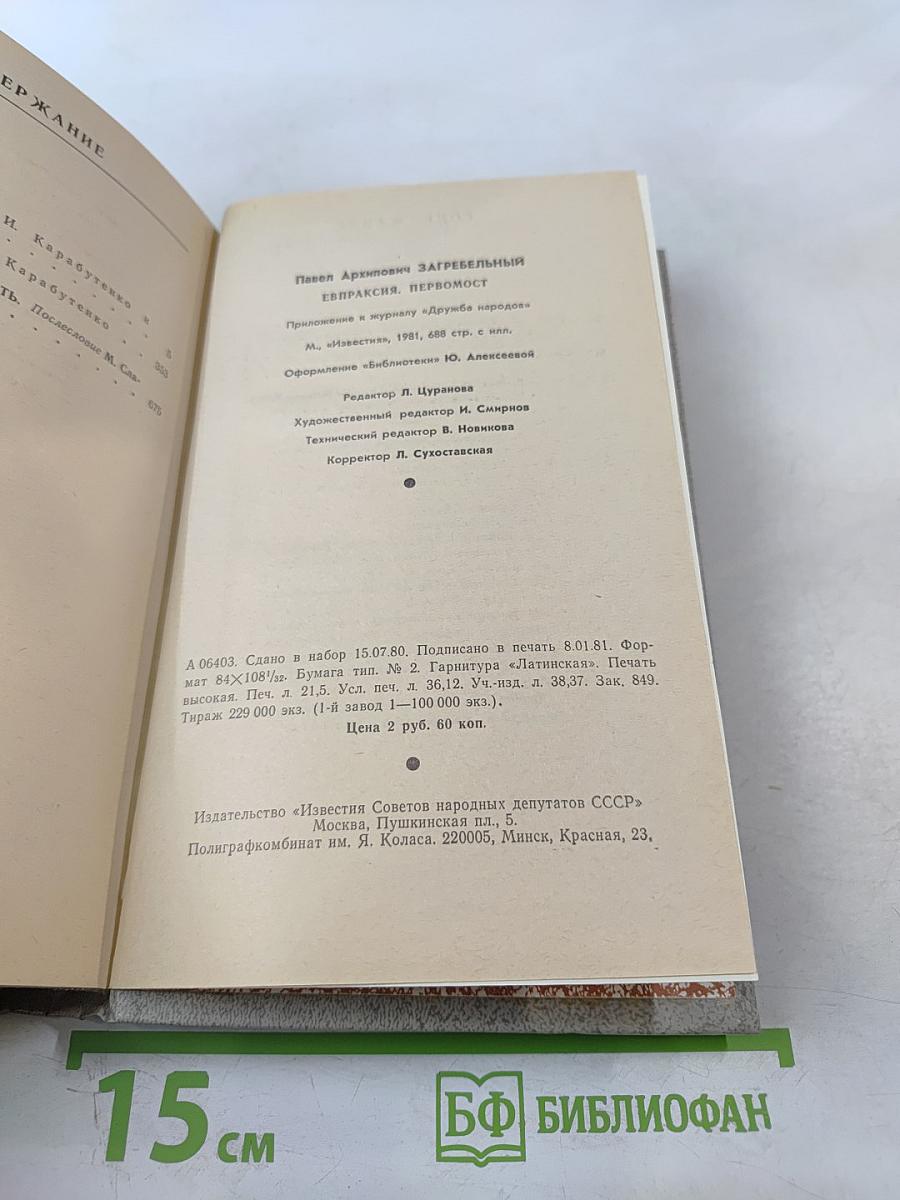 ЕРЖАНИЕ
И. Карабутенко
и
Карабутенко
5
353
ТЬ. Послесловие М. Сла-
675
Павел Архипович ЗАГРЕБЕЛЬНЫЙ
ЕВПРАКСИЯ. ПЕРВОМОСТ
Приложение к журналу «Дружба народов»
М., «Известия», 1981, 688 стр. с илл.
Оформление «Библиотеки» Ю. Алексеевой
Редактор Л. Цуранова
Художественный редактор И. Смирнов
Технический редактор В. Новикова
Корректор Л. Сухоставская
А 06403. Сдано в набор 15.07.80. Подписано в печать 8.01.81. Фор-
мат 84×108¹/₃₂. Бумага тип. № 2. Гарнитура «Латинская». Печать
высокая. Печ. л. 21,5. Усл. печ. л. 36,12. Уч.-изд. л. 38,37. Зак. 849.
Тираж 229 000 экз. (1-й завод 1—100 000 экз.).
Цена 2 руб. 60 коп.
Издательство «Известия Советов народных депутатов СССР»
Москва, Пушкинская пл., 5.
Полиграфкомбинат им. Я. Коласа. 220005, Минск, Красная, 23.
15 см
БФ БИБЛИОФАН